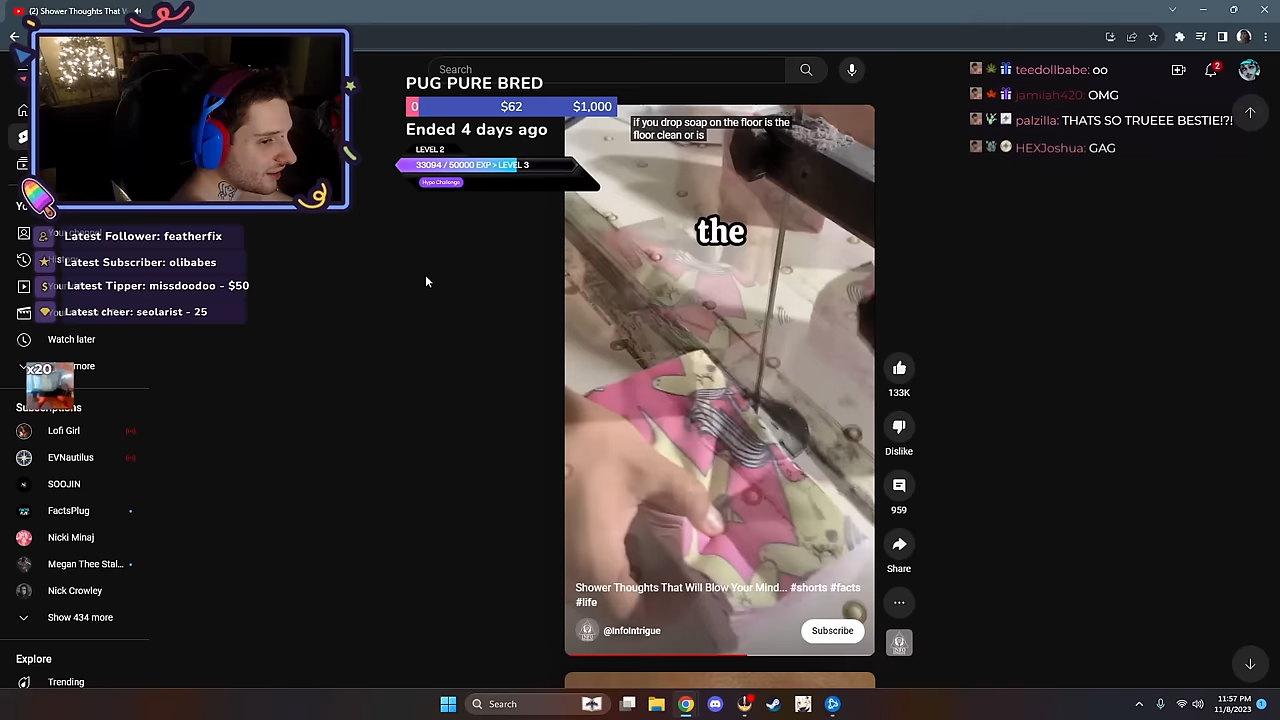 (2) Shower Thoughts That
Search
PUG PURE BRED
0 $62 $1,000
Ended 4 days ago
LEVEL 2
33094 / 50000 EXP > LEVEL 3
Hype Challenge
Latest Follower: featherfix
Latest Subscriber: olibabes
Latest Tipper: missdoodoo - $50
Latest cheer: seolarist - 25
Watch later
x20
more
Subscriptions
Lofi Girl
EVNautilus
SOOJIN
FactsPlug
Nicki Minaj
Megan Thee Stal...
Nick Crowley
Show 434 more
Explore
Trending
if you drop soap on the floor is the
floor clean or is
the
Shower Thoughts That Will Blow Your Mind... #shorts #facts
#life
INFO
@InfoIntrigue
Subscribe
133K
Dislike
959
Share
teedollbabe: oo
jamilah420: OMG
palzilla: THATS SO TRUEEE BESTIE!?!
HEXJoshua: GAG
2
Search
11:57 PM
11/8/2023